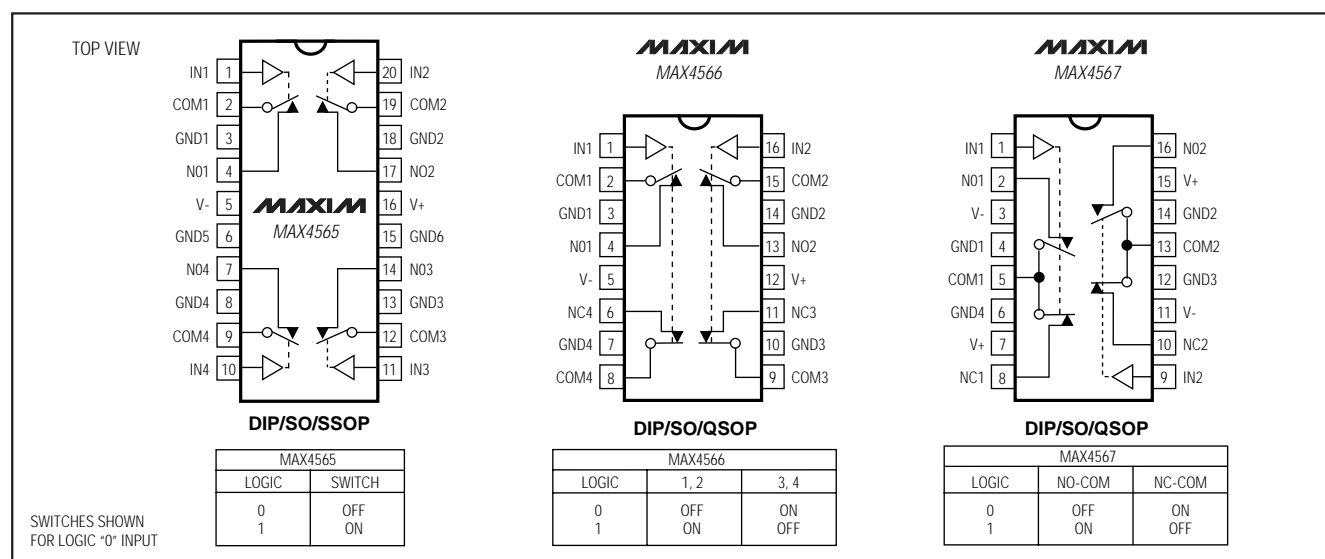 TOP VIEW
IN1 1 20 IN2
COM1 2 19 COM2
GND1 3 18 GND2
N01 4 17 NO2
V- 5 16 V+
MAXIM
MAX4565
GND5 6 15 GND6
N04 7 14 N03
GND4 8 13 GND3
COM4 9 12 COM3
IN4 10 11 IN3
DIP/SO/SSOP
MAX4565
LOGIC SWITCH
0 OFF
1 ON
SWITCHES SHOWN
FOR LOGIC "0" INPUT
MAXIM
MAX4566
IN1 1 16 IN2
COM1 2 15 COM2
GND1 3 14 GND2
N01 4 13 NO2
V- 5 12 V+
NC4 6 11 NC3
GND4 7 10 GND3
COM4 8 9 COM3
DIP/SO/QSOP
MAX4566
LOGIC 1, 2 3, 4
0 OFF ON
1 ON OFF
MAXIM
MAX4567
IN1 1 16 N02
N01 2 15 V+
V- 3 14 GND2
GND1 4 13 COM2
COM1 5 12 GND3
GND4 6 11 V-
V+ 7 10 NC2
NC1 8 9 IN2
DIP/SO/QSOP
MAX4567
LOGIC NO-COM NC-COM
0 OFF ON
1 ON OFF